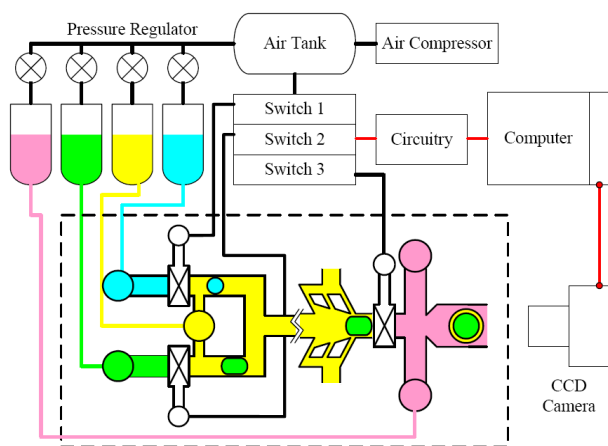 Pressure Regulator
Air Tank
Air Compressor
Switch 1
Switch 2
Switch 3
Circuitry
Computer
CCD
Camera